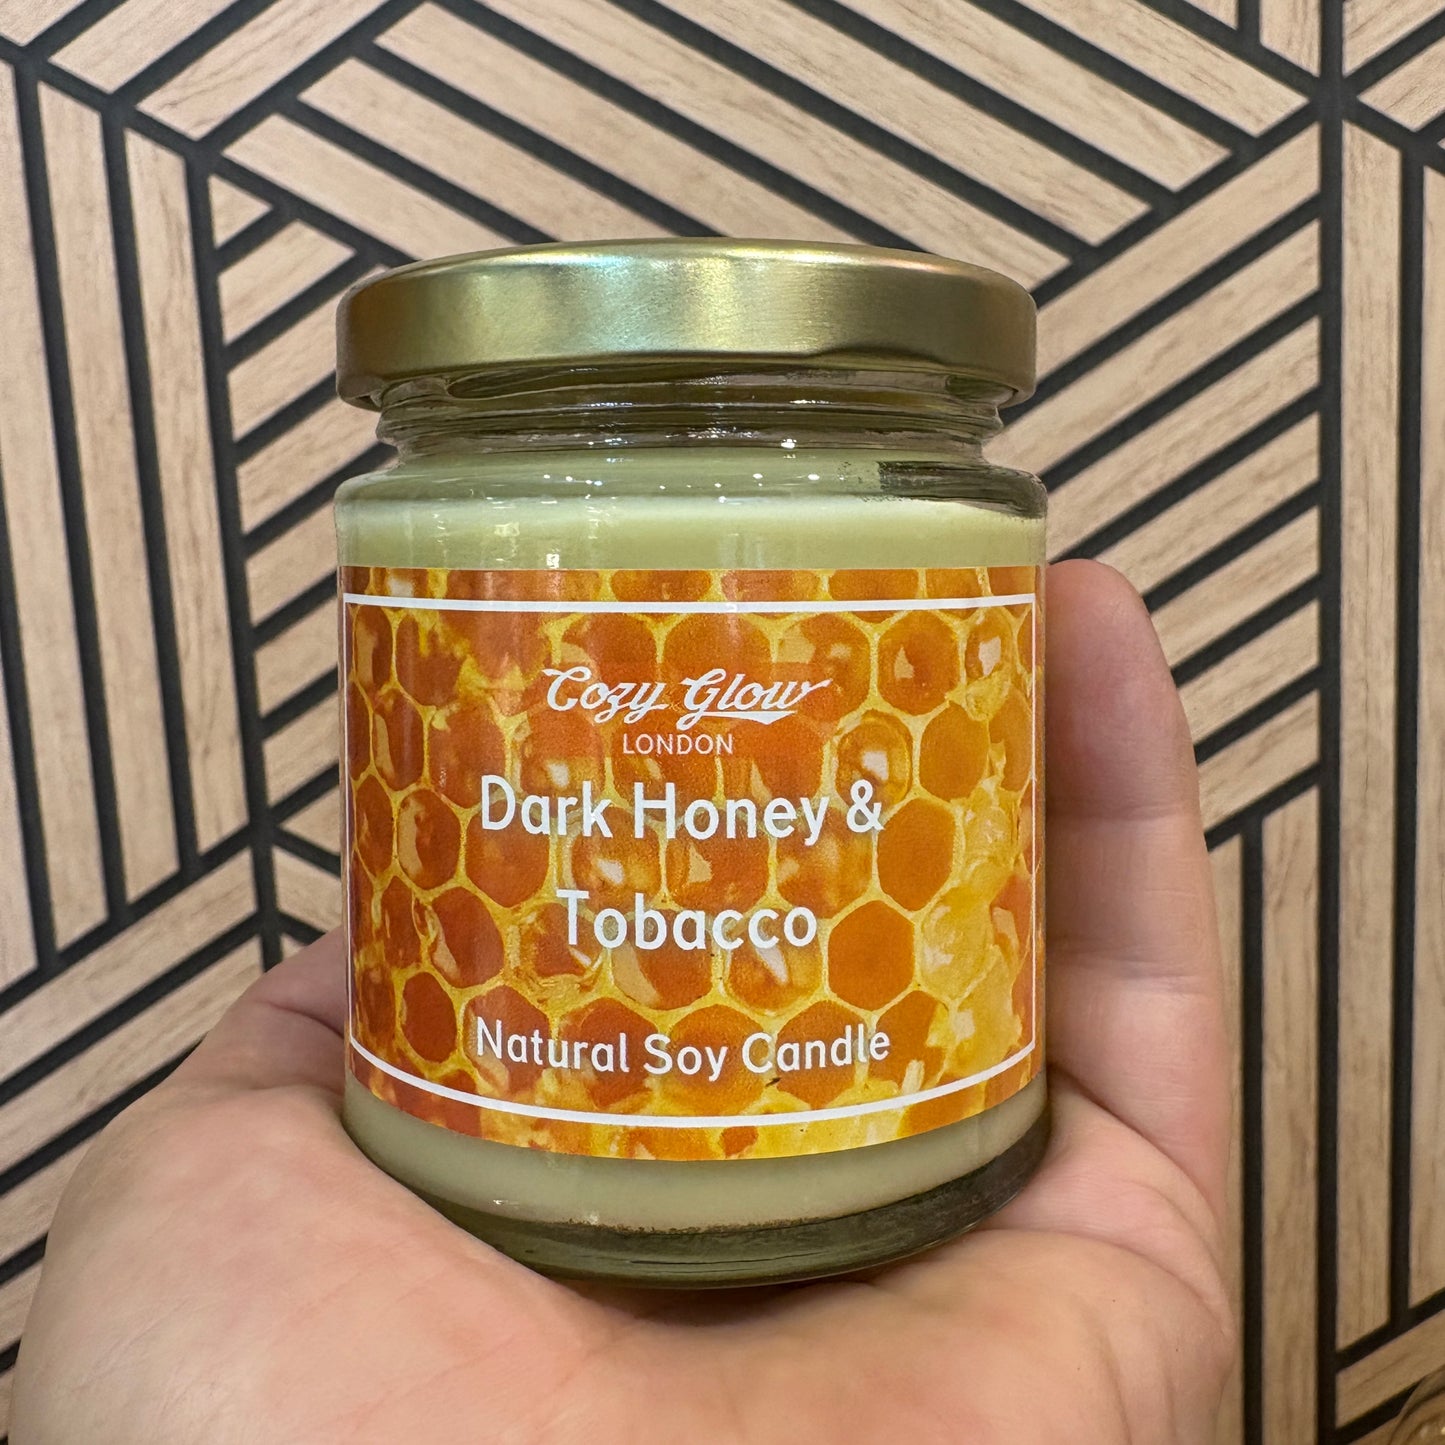 Cozy Glow
LONDON
Dark Honey &
Tobacco
Natural Soy Candle